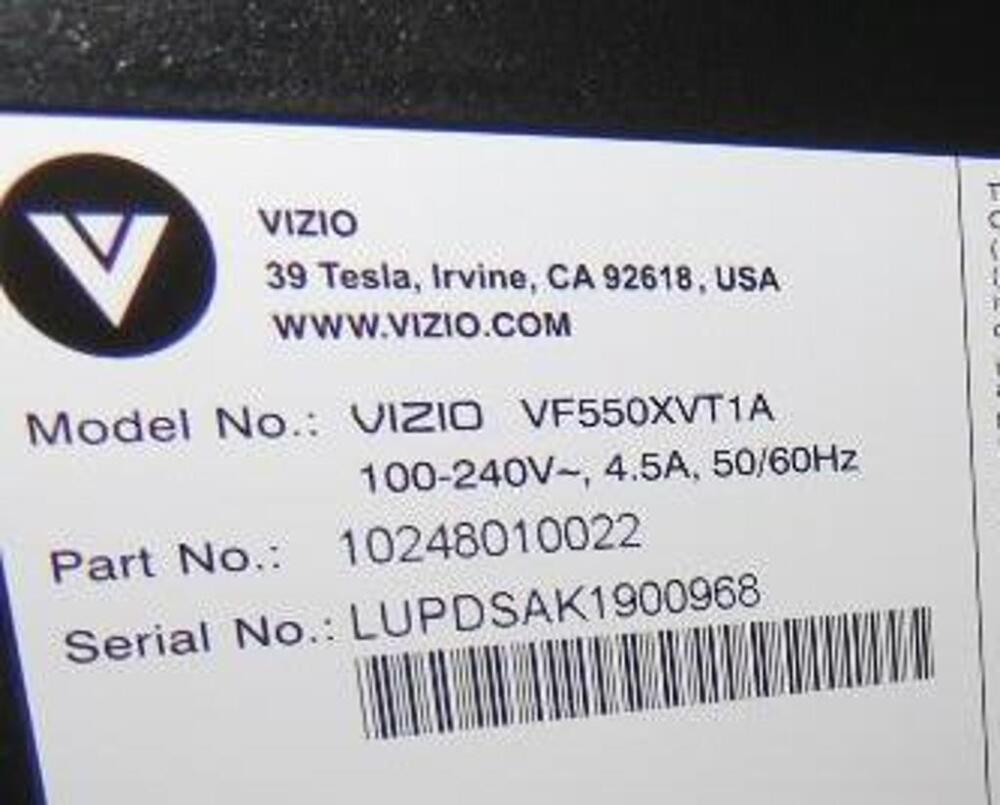 VIZIO
39 Tesla, Irvine, CA 92618, USA
WWW.VIZIO.COM
Model No.: VIZIO VF550XVT1A
100-240V~, 4.5A, 50/60Hz
Part No.: 10248010022
Serial No.: LUPDSAK1900968